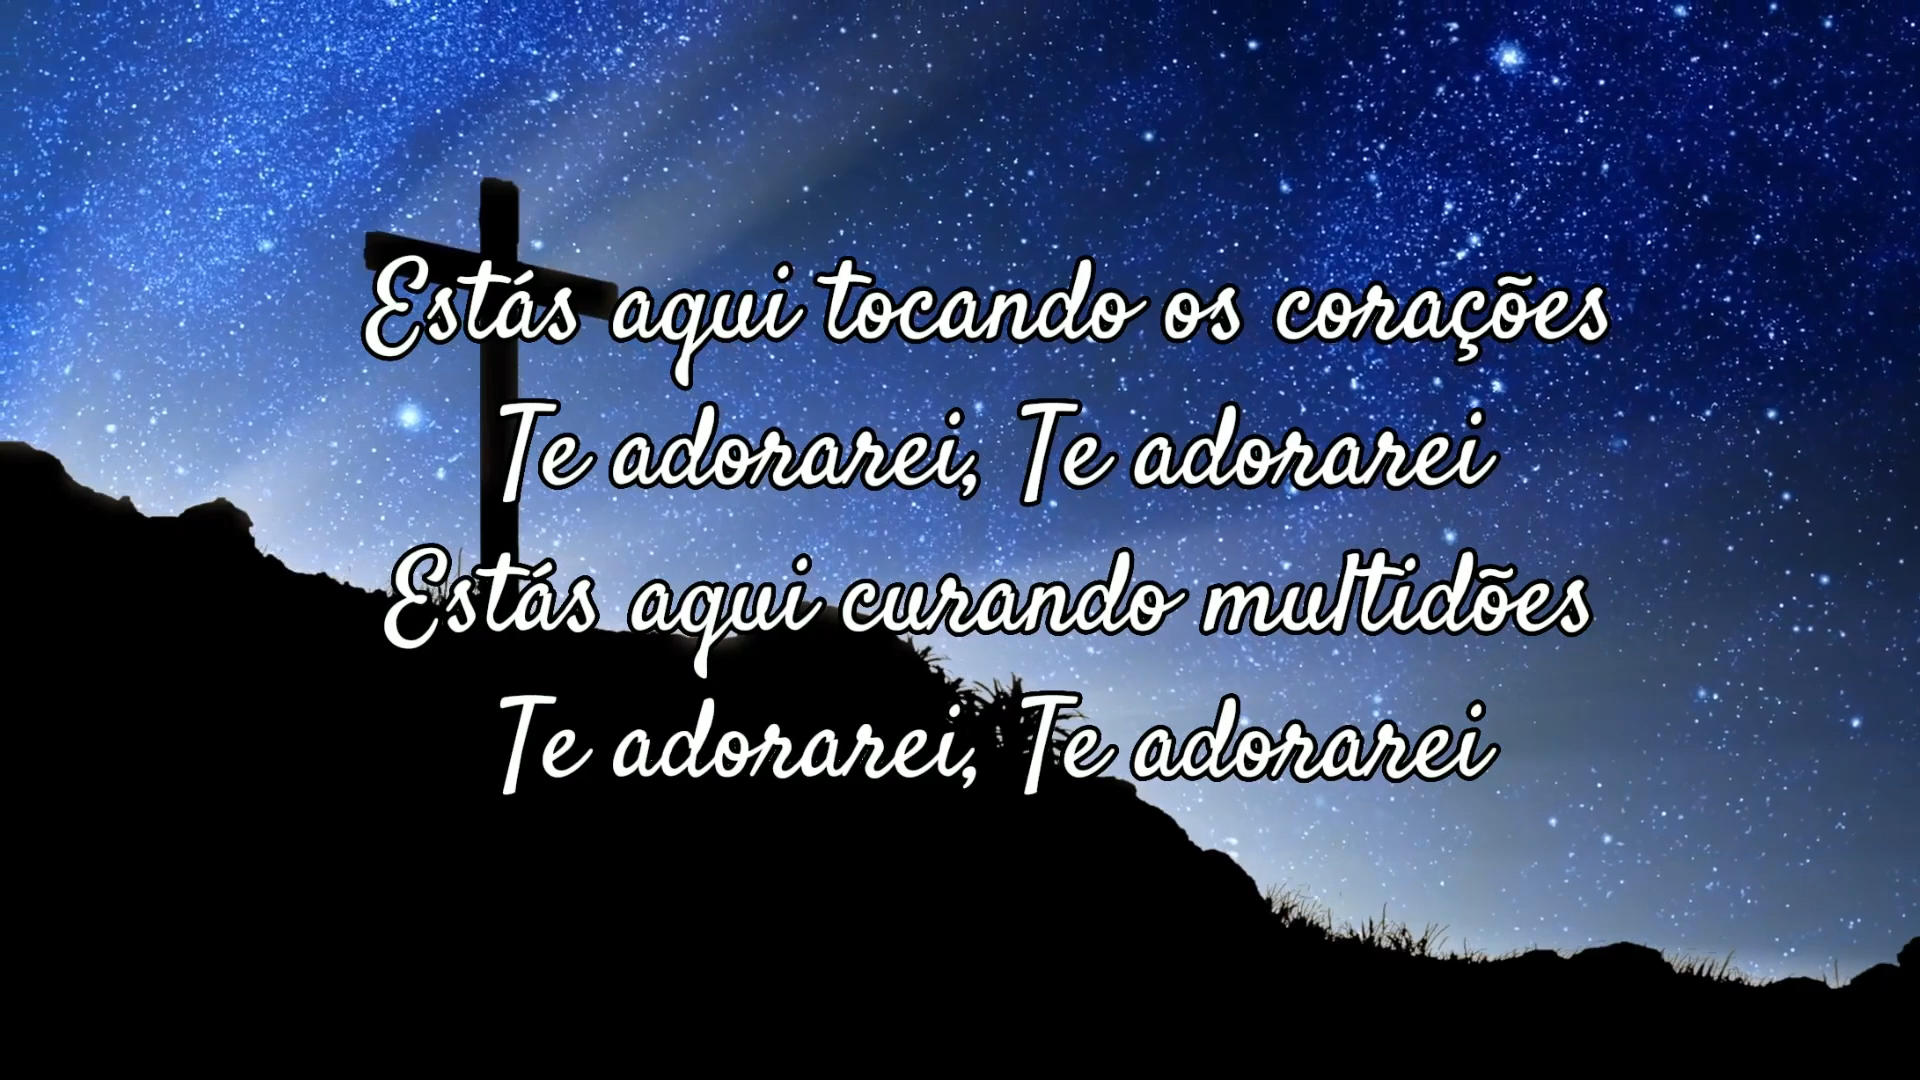 Estás aqui tocando os corações
Te adorarei, Te adorarei
Estás aqui curando multidões
Te adorarei, Te adorarei